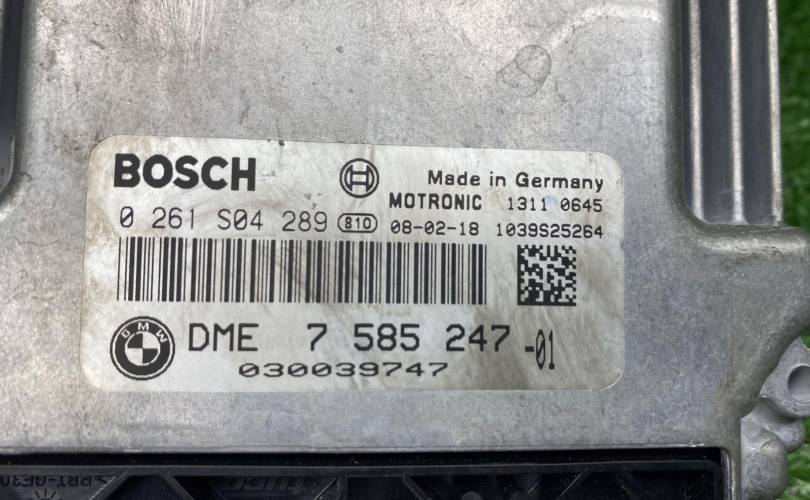 BOSCH
Made in Germany
MOTRONIC 1311 0645
0 261 S04 289 810 08-02-18 1039S25264
BMW
DME 7 585 247 -01
030039747